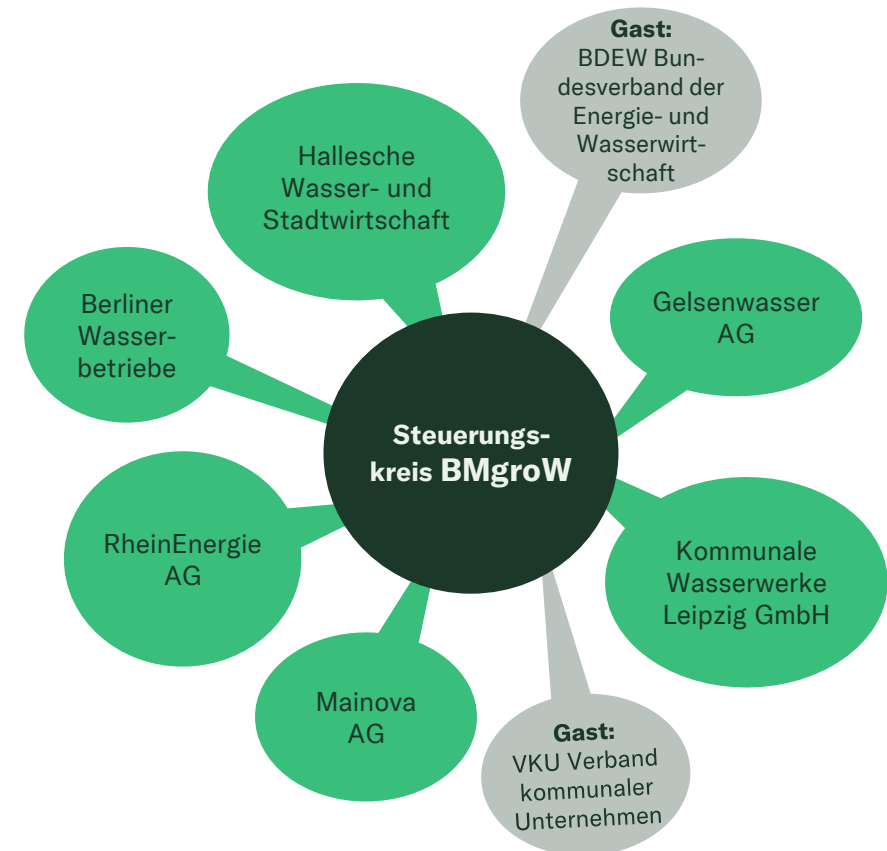 Gast:
BDEW Bun-
desverband der
Energie- und
Wasserwirt-
schaft
Hallesche
Wasser- und
Stadtwirtschaft
Gelsenwasser
AG
Berliner
Wasser-
betriebe
Steuerungs-
kreis BMgroW
RheinEnergie
AG
Kommunale
Wasserwerke
Leipzig GmbH
Mainova
AG
Gast:
VKU Verband
kommunaler
Unternehmen